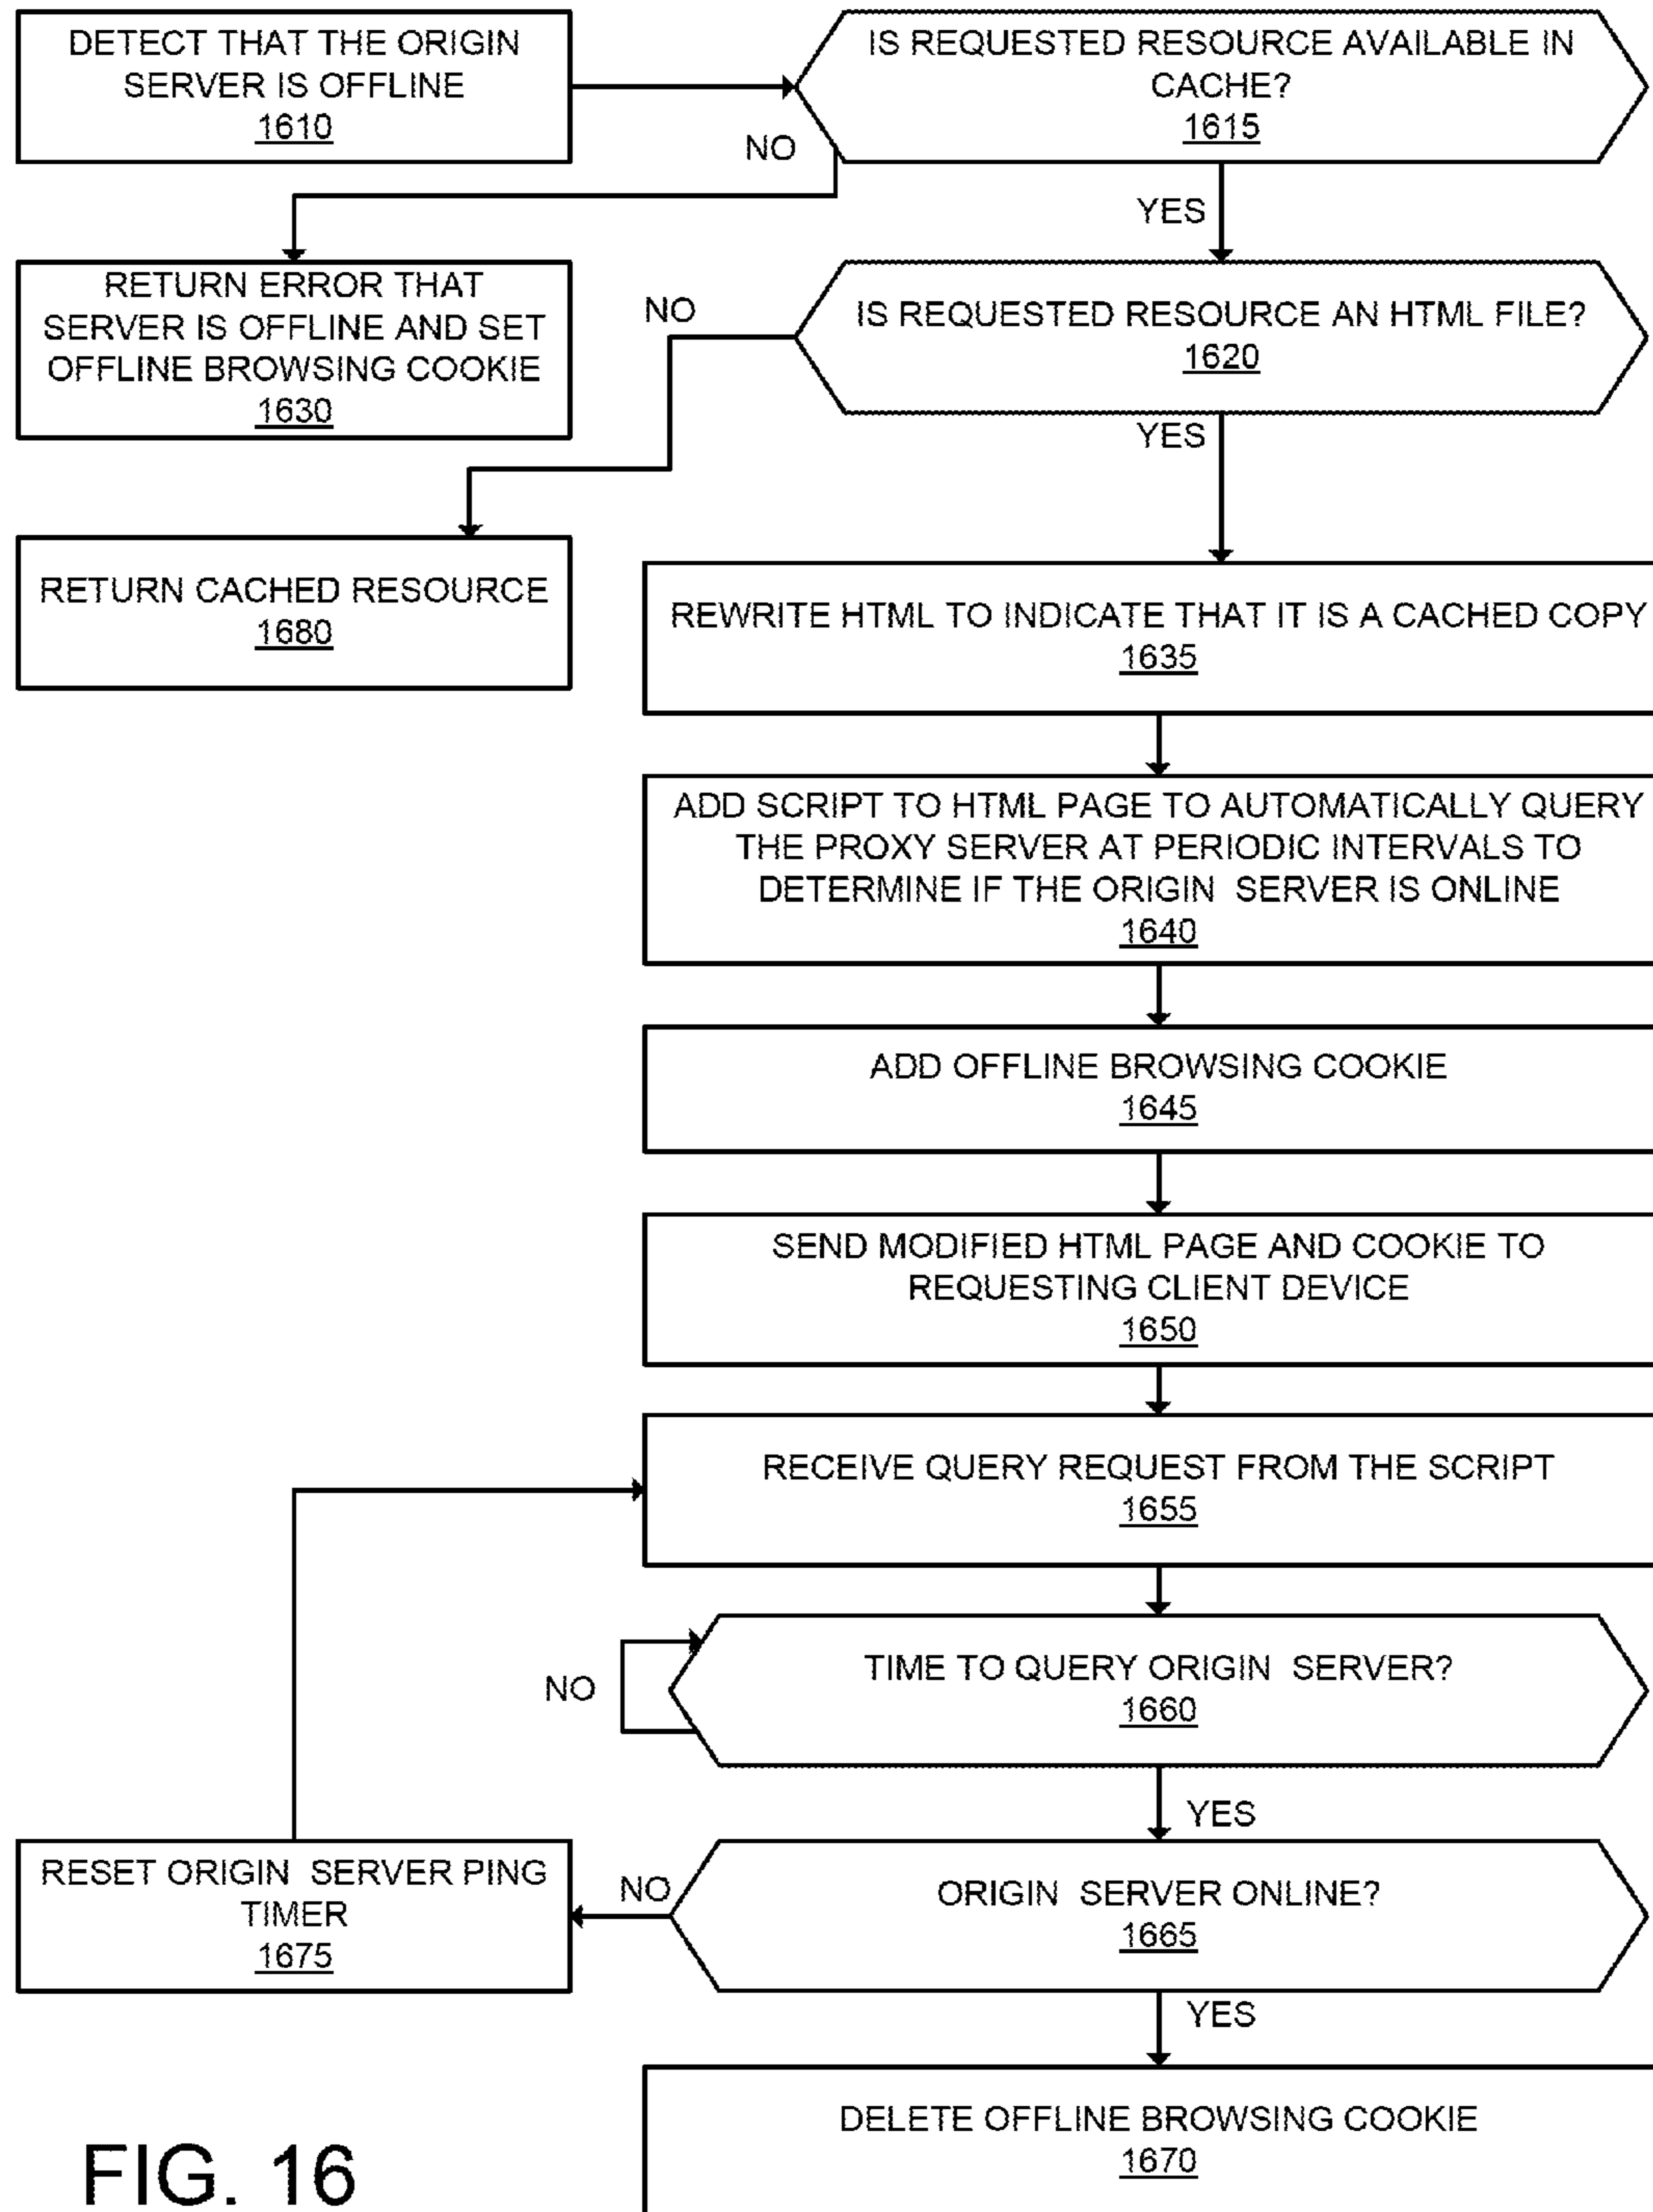 DETECT THAT THE ORIGIN
SERVER IS OFFLINE
1610
IS REQUESTED RESOURCE AVAILABLE IN
CACHE?
1615
NO
YES
RETURN ERROR THAT
SERVER IS OFFLINE AND SET
OFFLINE BROWSING COOKIE
1630
NO
IS REQUESTED RESOURCE AN HTML FILE?
1620
YES
RETURN CACHED RESOURCE
1680
REWRITE HTML TO INDICATE THAT IT IS A CACHED COPY
1635
ADD SCRIPT TO HTML PAGE TO AUTOMATICALLY QUERY
THE PROXY SERVER AT PERIODIC INTERVALS TO
DETERMINE IF THE ORIGIN SERVER IS ONLINE
1640
ADD OFFLINE BROWSING COOKIE
1645
SEND MODIFIED HTML PAGE AND COOKIE TO
REQUESTING CLIENT DEVICE
1650
RECEIVE QUERY REQUEST FROM THE SCRIPT
1655
NO
TIME TO QUERY ORIGIN SERVER?
1660
YES
RESET ORIGIN SERVER PING
TIMER
1675
NO
ORIGIN SERVER ONLINE?
1665
YES
DELETE OFFLINE BROWSING COOKIE
1670
FIG. 16